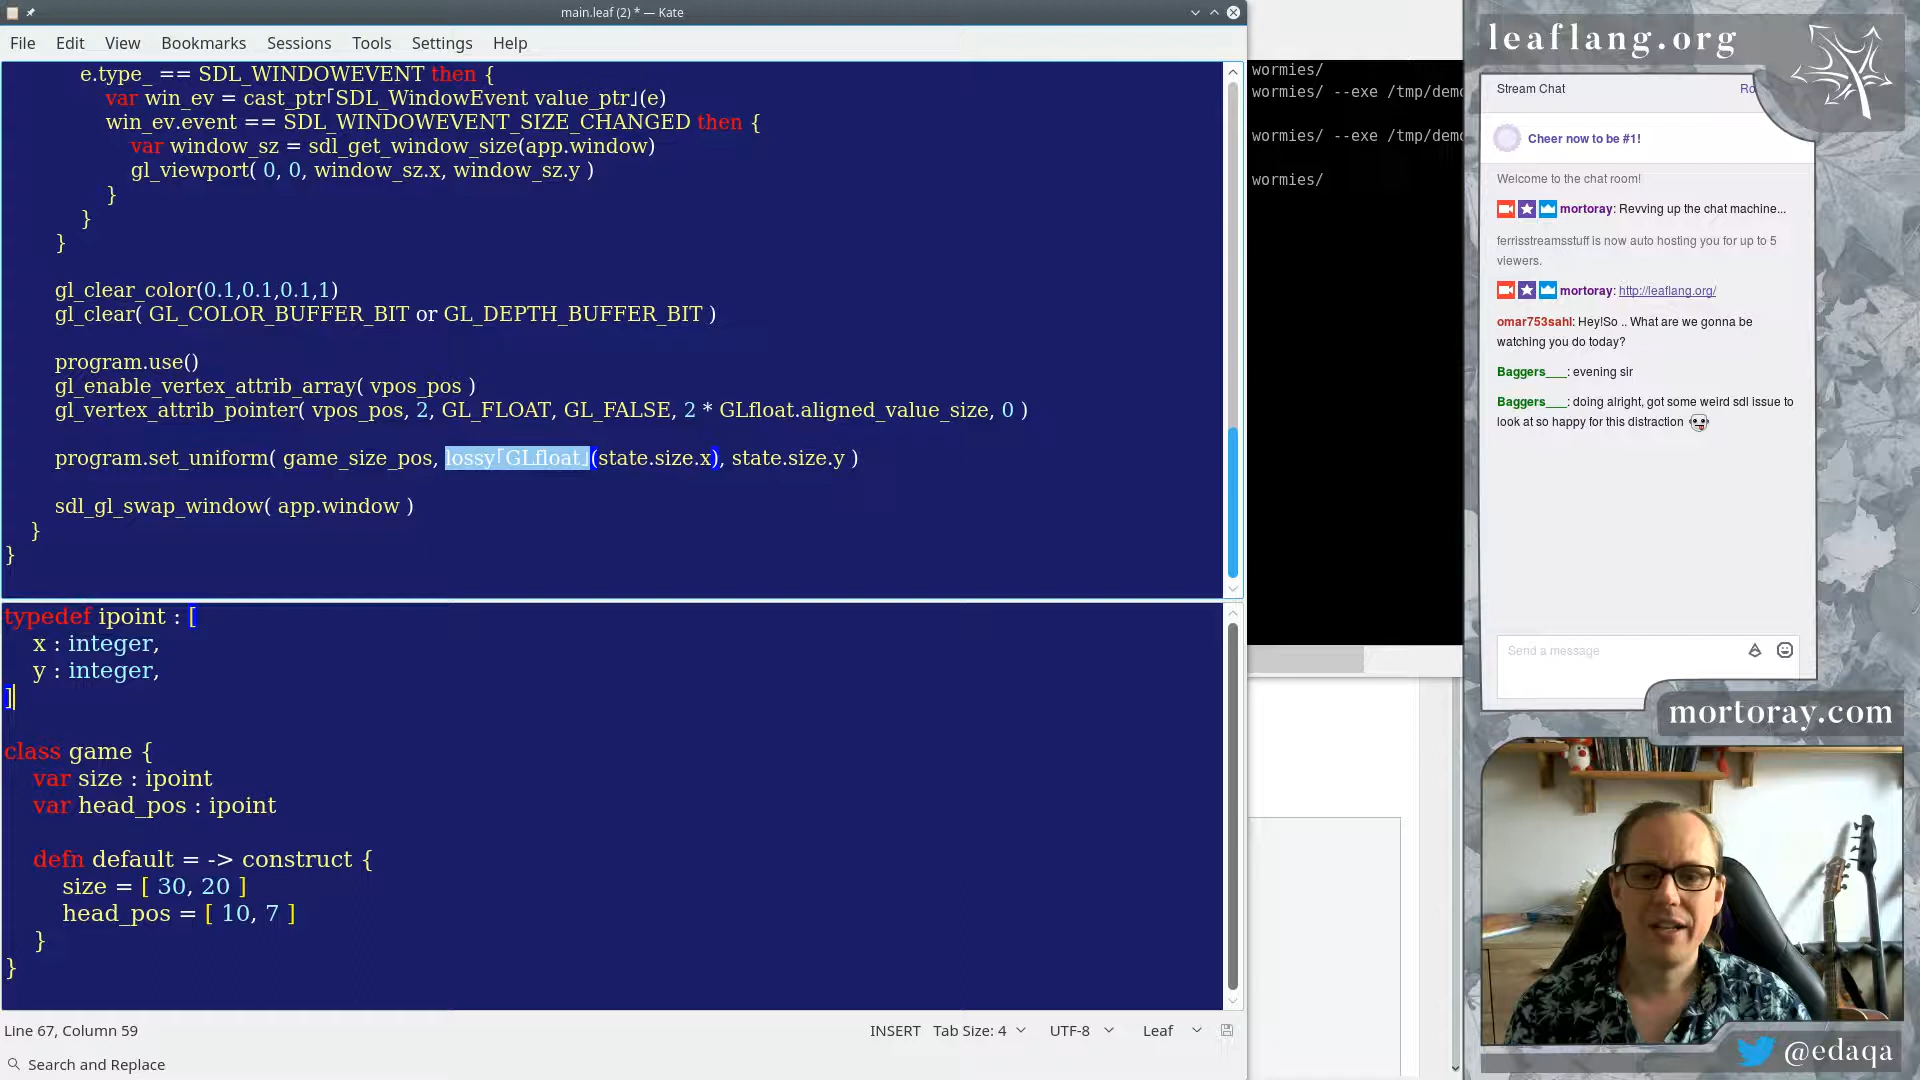 main.leaf (2) * — Kate
File Edit View Bookmarks Sessions Tools Settings Help
e.type_ == SDL_WINDOWEVENT then {
var win_ev = cast_ptr⸢SDL_WindowEvent value_ptr⸥(e)
win_ev.event == SDL_WINDOWEVENT_SIZE_CHANGED then {
var window_sz = sdl_get_window_size(app.window)
gl_viewport( 0, 0, window_sz.x, window_sz.y )
}
}
}
gl_clear_color(0.1,0.1,0.1,1)
gl_clear( GL_COLOR_BUFFER_BIT or GL_DEPTH_BUFFER_BIT )
program.use()
gl_enable_vertex_attrib_array( vpos_pos )
gl_vertex_attrib_pointer( vpos_pos, 2, GL_FLOAT, GL_FALSE, 2 * GLfloat.aligned_value_size, 0 )
program.set_uniform( game_size_pos, lossy⸢GLfloat⸥(state.size.x), state.size.y )
sdl_gl_swap_window( app.window )
}
}
typedef ipoint : [
x : integer,
y : integer,
]
class game {
var size : ipoint
var head_pos : ipoint
defn default = -> construct {
size = [ 30, 20 ]
head_pos = [ 10, 7 ]
}
}
Line 67, Column 59 INSERT Tab Size: 4 UTF-8 Leaf
Search and Replace
wormies/
wormies/ --exe /tmp/demo
wormies/ --exe /tmp/demo
wormies/
leaflang.org
Stream Chat Ro
Cheer now to be #1!
Welcome to the chat room!
mortoray: Revving up the chat machine...
ferrisstreamsstuff is now auto hosting you for up to 5
viewers.
mortoray: http://leaflang.org/
omar753sahl: Hey!So .. What are we gonna be
watching you do today?
Baggers___: evening sir
Baggers___: doing alright, got some weird sdl issue to
look at so happy for this distraction
Send a message
mortoray.com
@edaqa